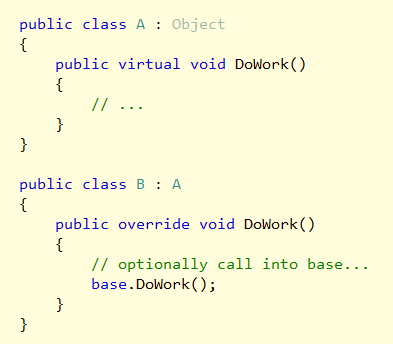 public class A : Object
{
    public virtual void DoWork()
    {
        // ...
    }
}

public class B : A
{
    public override void DoWork()
    {
        // optionally call into base...
        base.DoWork();
    }
}